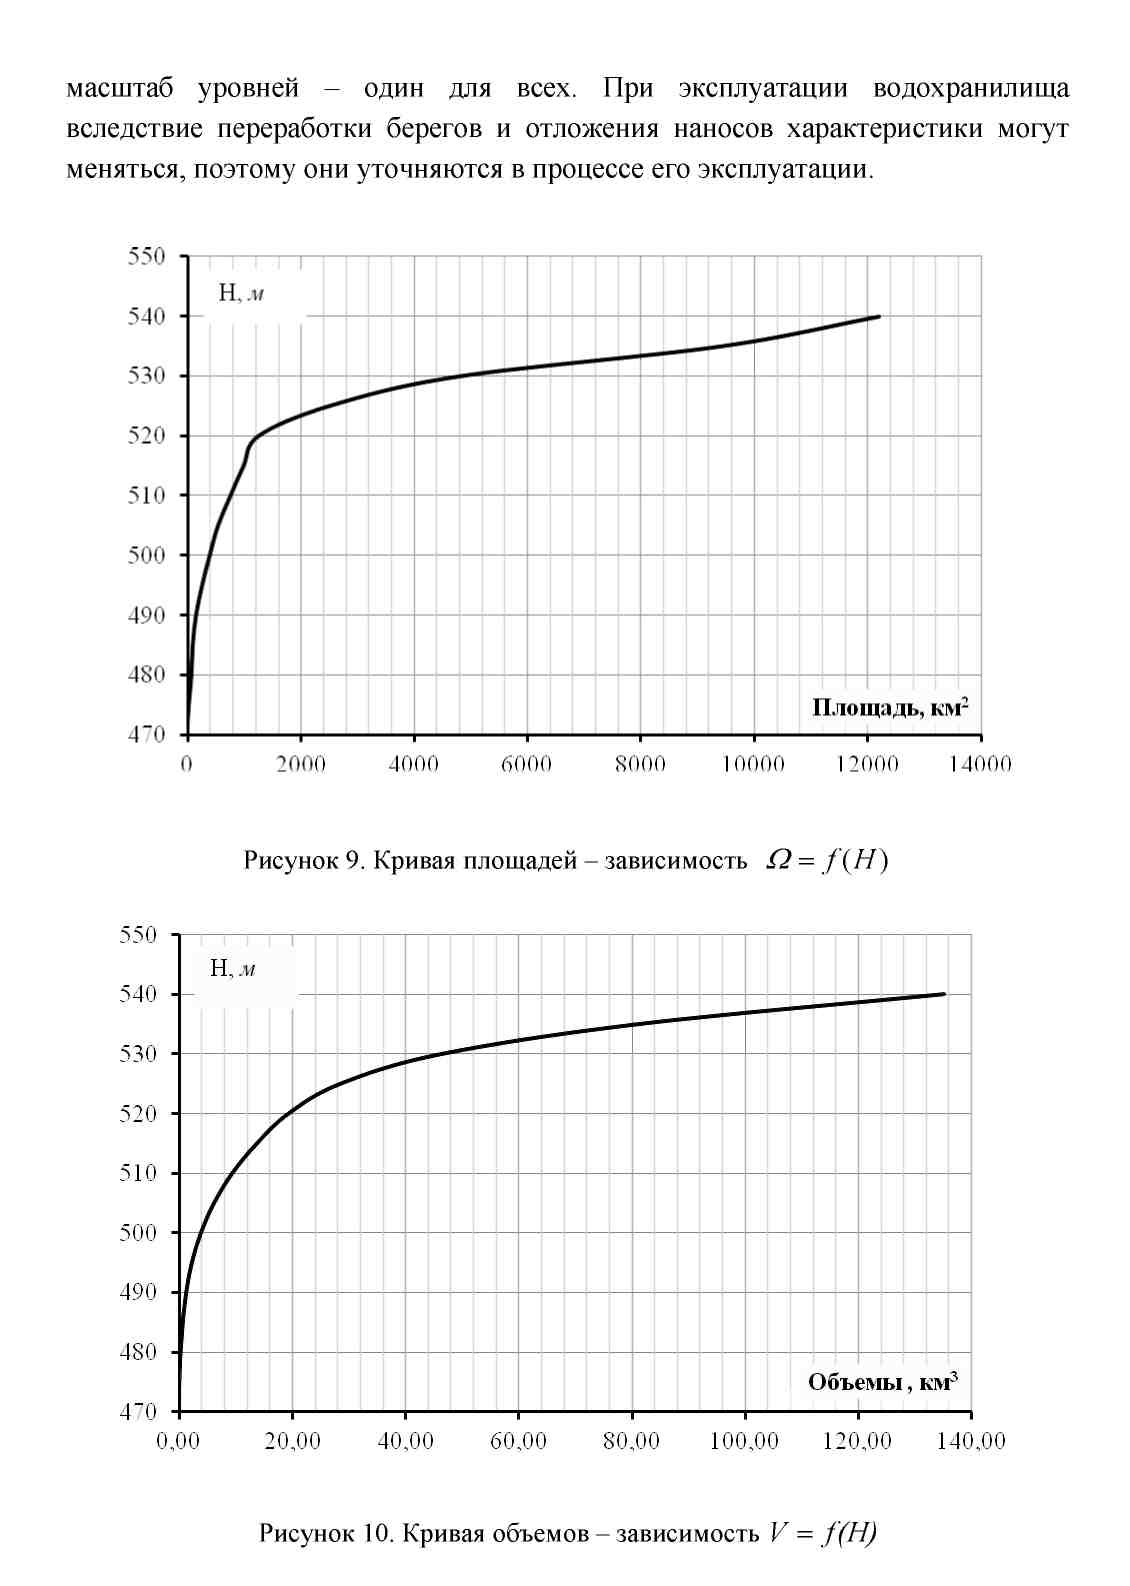 масштаб уровней – один для всех. При эксплуатации водохранилища
вследствие переработки берегов и отложения наносов характеристики могут
меняться, поэтому они уточняются в процессе его эксплуатации.
550
Н, м
540
530
520
510
500
490
480
Площадь, км²
470
0 2000 4000 6000 8000 10000 12000 14000
Рисунок 9. Кривая площадей – зависимость Ω = f(H)
550
Н, м
540
530
520
510
500
490
480
Объемы , км³
470
0,00 20,00 40,00 60,00 80,00 100,00 120,00 140,00
Рисунок 10. Кривая объемов – зависимость V = f(H)